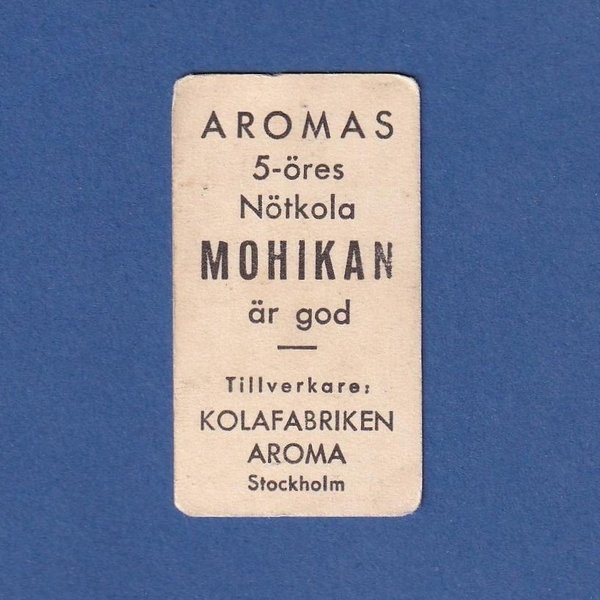 AROMAS
5-öres
Nötkola
MOHIKAN
är god
Tillverkare:
KOLAFABRIKEN
AROMA
Stockholm